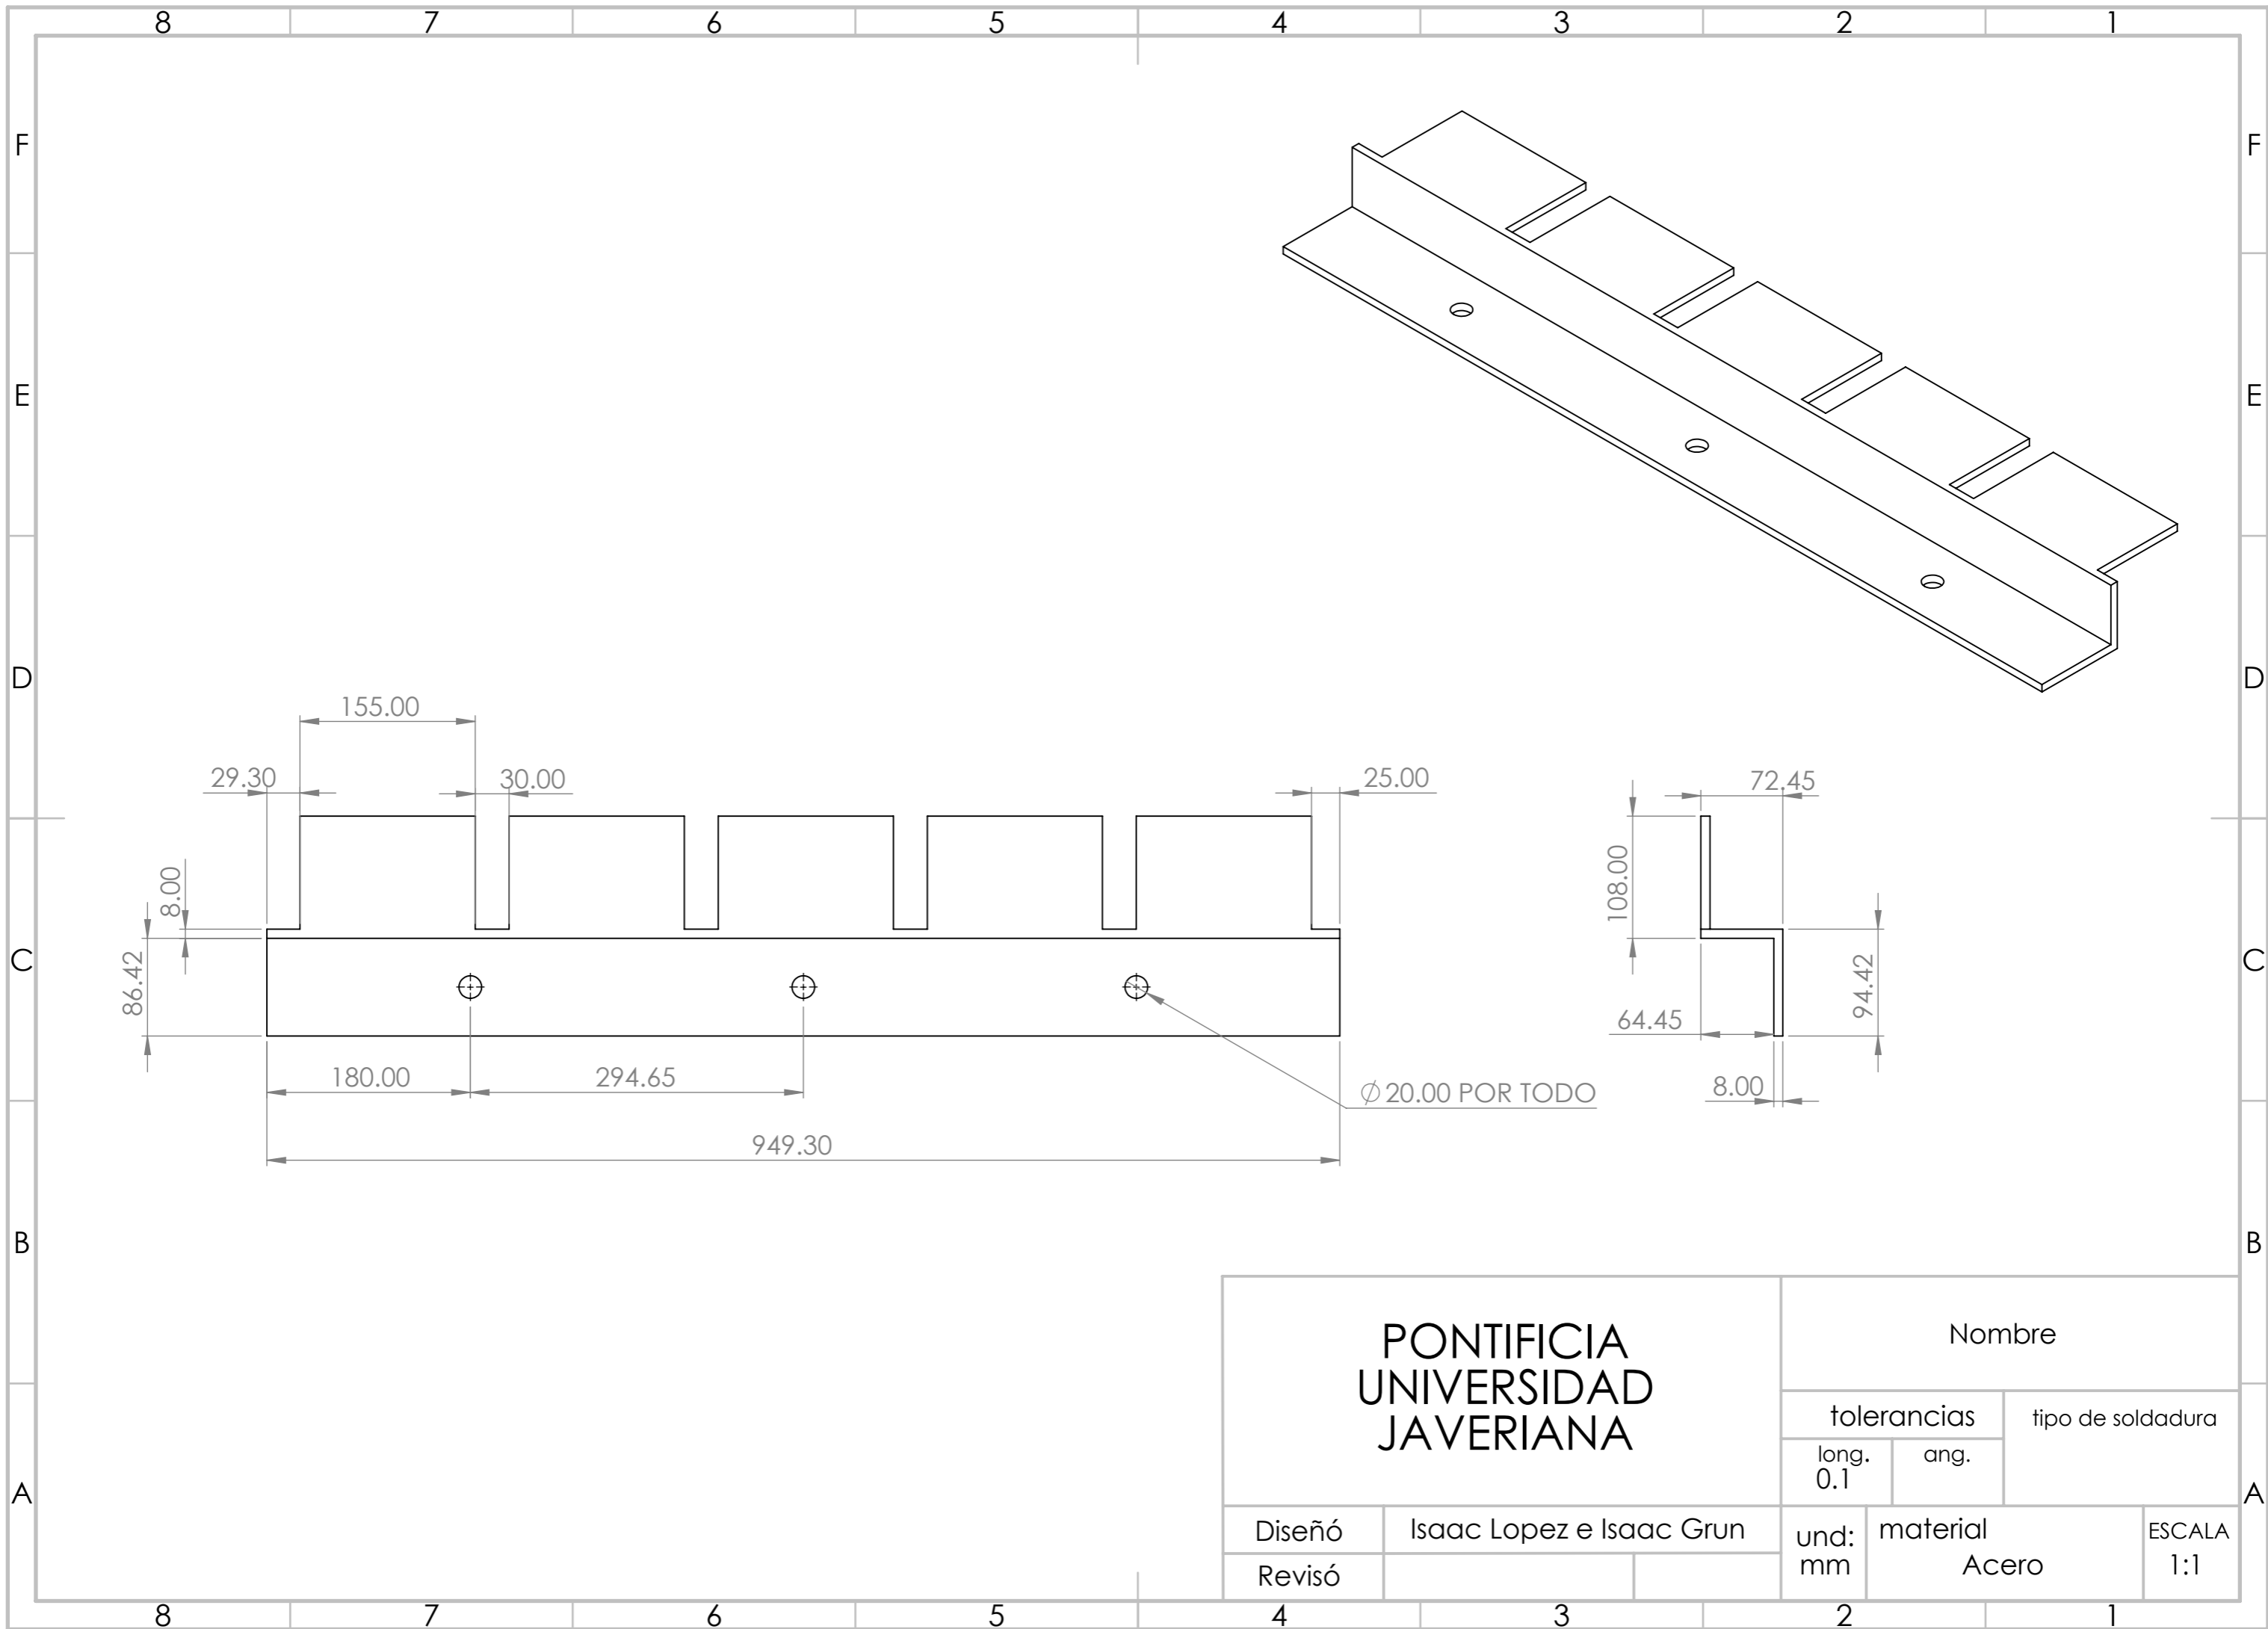 8 7 6 5 4 3 2 1
F F
E E
D D
C C
B B
A A
155.00
29.30
30.00
25.00
8.00
86.42
180.00
294.65
949.30
⌀20.00 POR TODO
72.45
108.00
94.42
64.45
8.00
PONTIFICIA
UNIVERSIDAD
JAVERIANA
Nombre
tolerancias
tipo de soldadura
long.
0.1
ang.
Diseñó
Isaac Lopez e Isaac Grun
Revisó
und:
mm
material
Acero
ESCALA
1:1
8 7 6 5 4 3 2 1